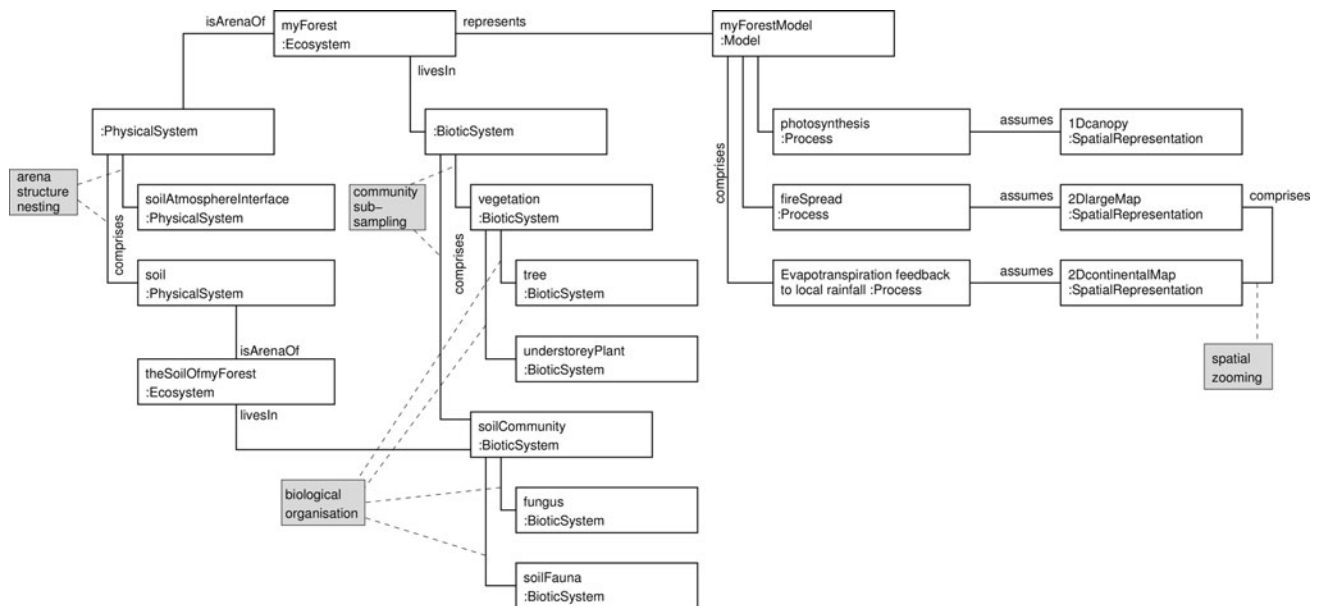 isArenaOf
myForest
:Ecosystem
represents
myForestModel
:Model
livesIn
:PhysicalSystem
:BioticSystem
photosynthesis
:Process
assumes
1Dcanopy
:SpatialRepresentation
arena
structure
nesting
comprises
soilAtmosphereInterface
:PhysicalSystem
community
sub–
sampling
comprises
vegetation
:BioticSystem
comprises
fireSpread
:Process
assumes
2DlargeMap
:SpatialRepresentation
comprises
soil
:PhysicalSystem
tree
:BioticSystem
Evapotranspiration feedback
to local rainfall :Process
assumes
2DcontinentalMap
:SpatialRepresentation
isArenaOf
understoreyPlant
:BioticSystem
spatial
zooming
theSoilOfmyForest
:Ecosystem
livesIn
soilCommunity
:BioticSystem
biological
organisation
fungus
:BioticSystem
soilFauna
:BioticSystem